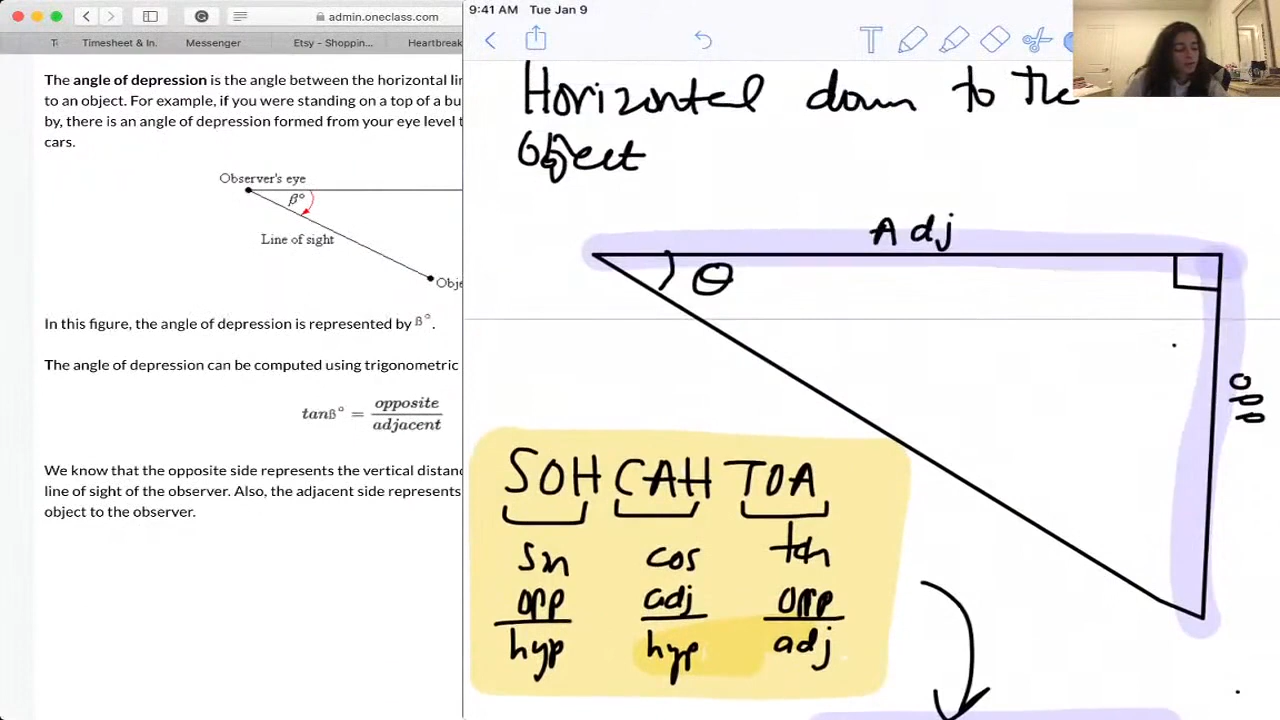 admin.oneclass.com
Timesheet & In.
Messenger
Etsy - Shoppin...
Heartbreak
The angle of depression is the angle between the horizontal li
to an object. For example, if you were standing on a top of a bu
by, there is an angle of depression formed from your eye level
cars.
Observer's eye
β°
Line of sight
Obje
In this figure, the angle of depression is represented by ß°.
The angle of depression can be computed using trigonometric
tanß° = opposite
adjacent
We know that the opposite side represents the vertical distanc
line of sight of the observer. Also, the adjacent side represents
object to the observer.
9:41 AM Tue Jan 9
Horizontal down to the
object
Adj
θ
opp
SOH CAH TOA
sin cos tan
opp adj opp
hyp hyp adj